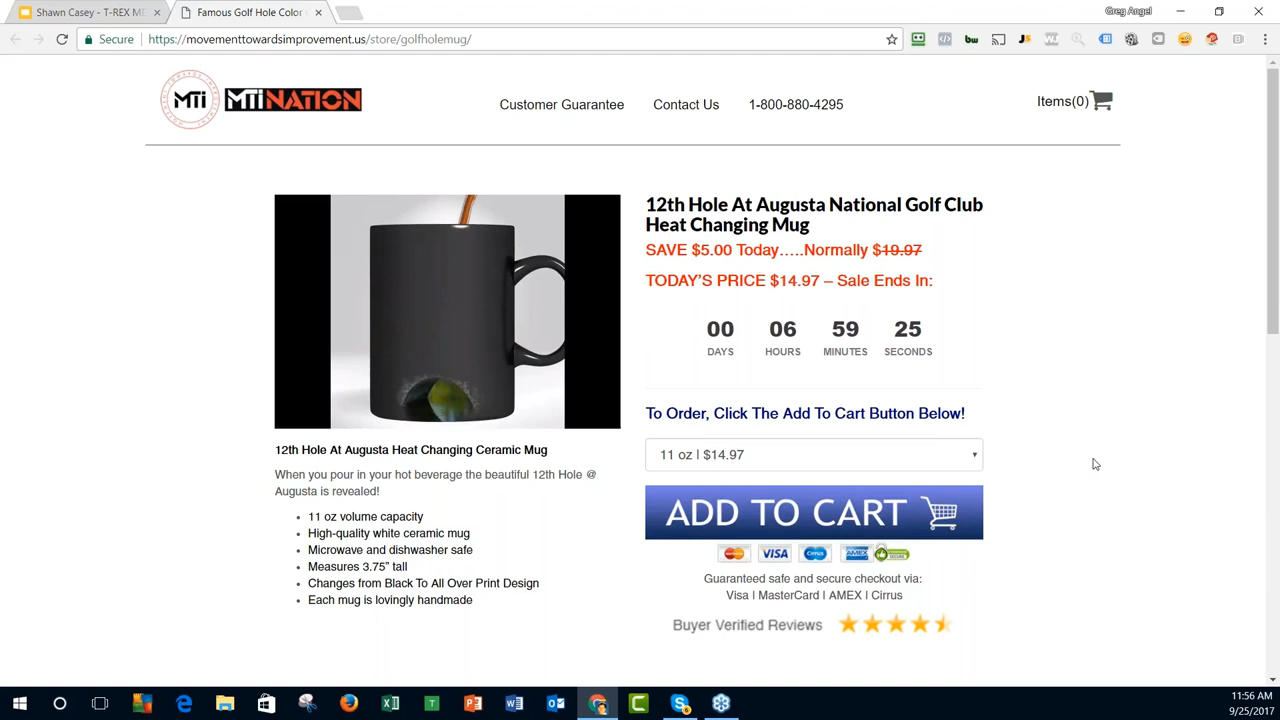 Shawn Casey - T-REX ME
Famous Golf Hole Color
Greg Angel
Secure
https://movementtowardsimprovement.us/store/golfholemug/
MTi
MTiNATION
Customer Guarantee
Contact Us
1-800-880-4295
Items(0)
12th Hole At Augusta National Golf Club
Heat Changing Mug
SAVE $5.00 Today…..Normally $19.97
TODAY'S PRICE $14.97 – Sale Ends In:
00 06 59 25
DAYS HOURS MINUTES SECONDS
To Order, Click The Add To Cart Button Below!
11 oz | $14.97
ADD TO CART
VISA
Cirrus
AMEX
Guaranteed safe and secure checkout via:
Visa | MasterCard | AMEX | Cirrus
Buyer Verified Reviews
12th Hole At Augusta Heat Changing Ceramic Mug
When you pour in your hot beverage the beautiful 12th Hole @
Augusta is revealed!
• 11 oz volume capacity
• High-quality white ceramic mug
• Microwave and dishwasher safe
• Measures 3.75” tall
• Changes from Black To All Over Print Design
• Each mug is lovingly handmade
11:56 AM
9/25/2017